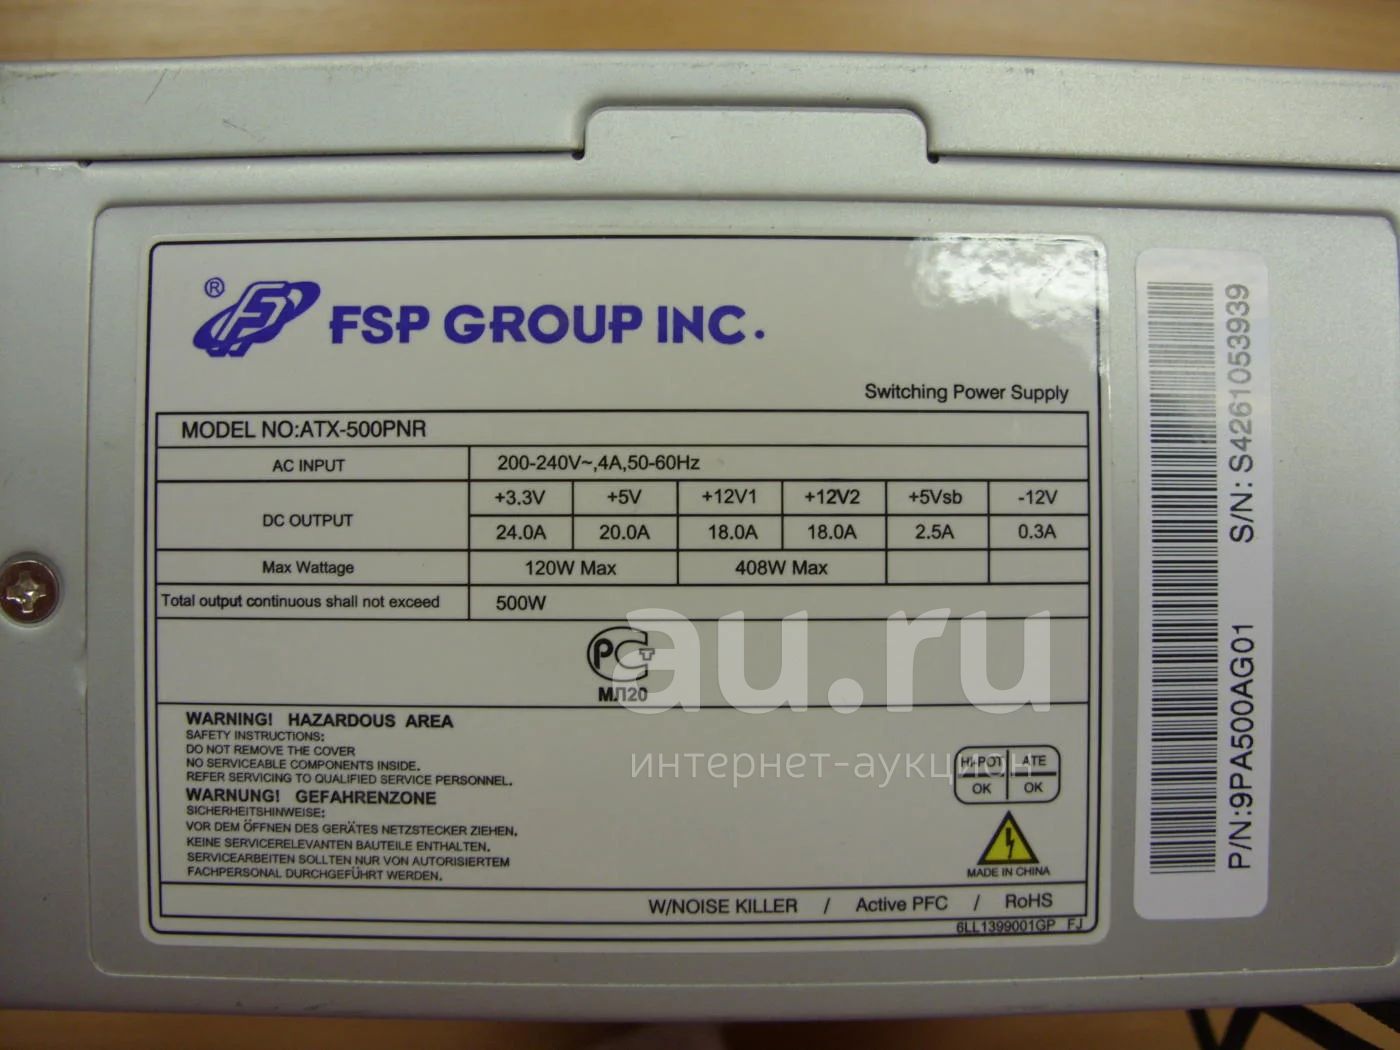 ® FSP GROUP INC.
Switching Power Supply
MODEL NO:ATX-500PNR
AC INPUT 200-240V~,4A,50-60Hz
DC OUTPUT
+3.3V +5V +12V1 +12V2 +5Vsb -12V
24.0A 20.0A 18.0A 18.0A 2.5A 0.3A
Max Wattage 120W Max 408W Max
Total output continuous shall not exceed 500W
РСТ
МЛ20
WARNING! HAZARDOUS AREA
SAFETY INSTRUCTIONS:
DO NOT REMOVE THE COVER
NO SERVICEABLE COMPONENTS INSIDE.
REFER SERVICING TO QUALIFIED SERVICE PERSONNEL.
WARNUNG! GEFAHRENZONE
SICHERHEITSHINWEISE:
VOR DEM ÖFFNEN DES GERÄTES NETZSTECKER ZIEHEN.
KEINE SERVICERELEVANTEN BAUTEILE ENTHALTEN.
SERVICEARBEITEN SOLLTEN NUR VON AUTORISIERTEM
FACHPERSONAL DURCHGEFÜHRT WERDEN.
HI-POT ATE
OK OK
MADE IN CHINA
W/NOISE KILLER / Active PFC / RoHS
6LL1399001GP FJ
P/N:9PA500AG01 S/N: S4261053939
au.ru
интернет-аукцион